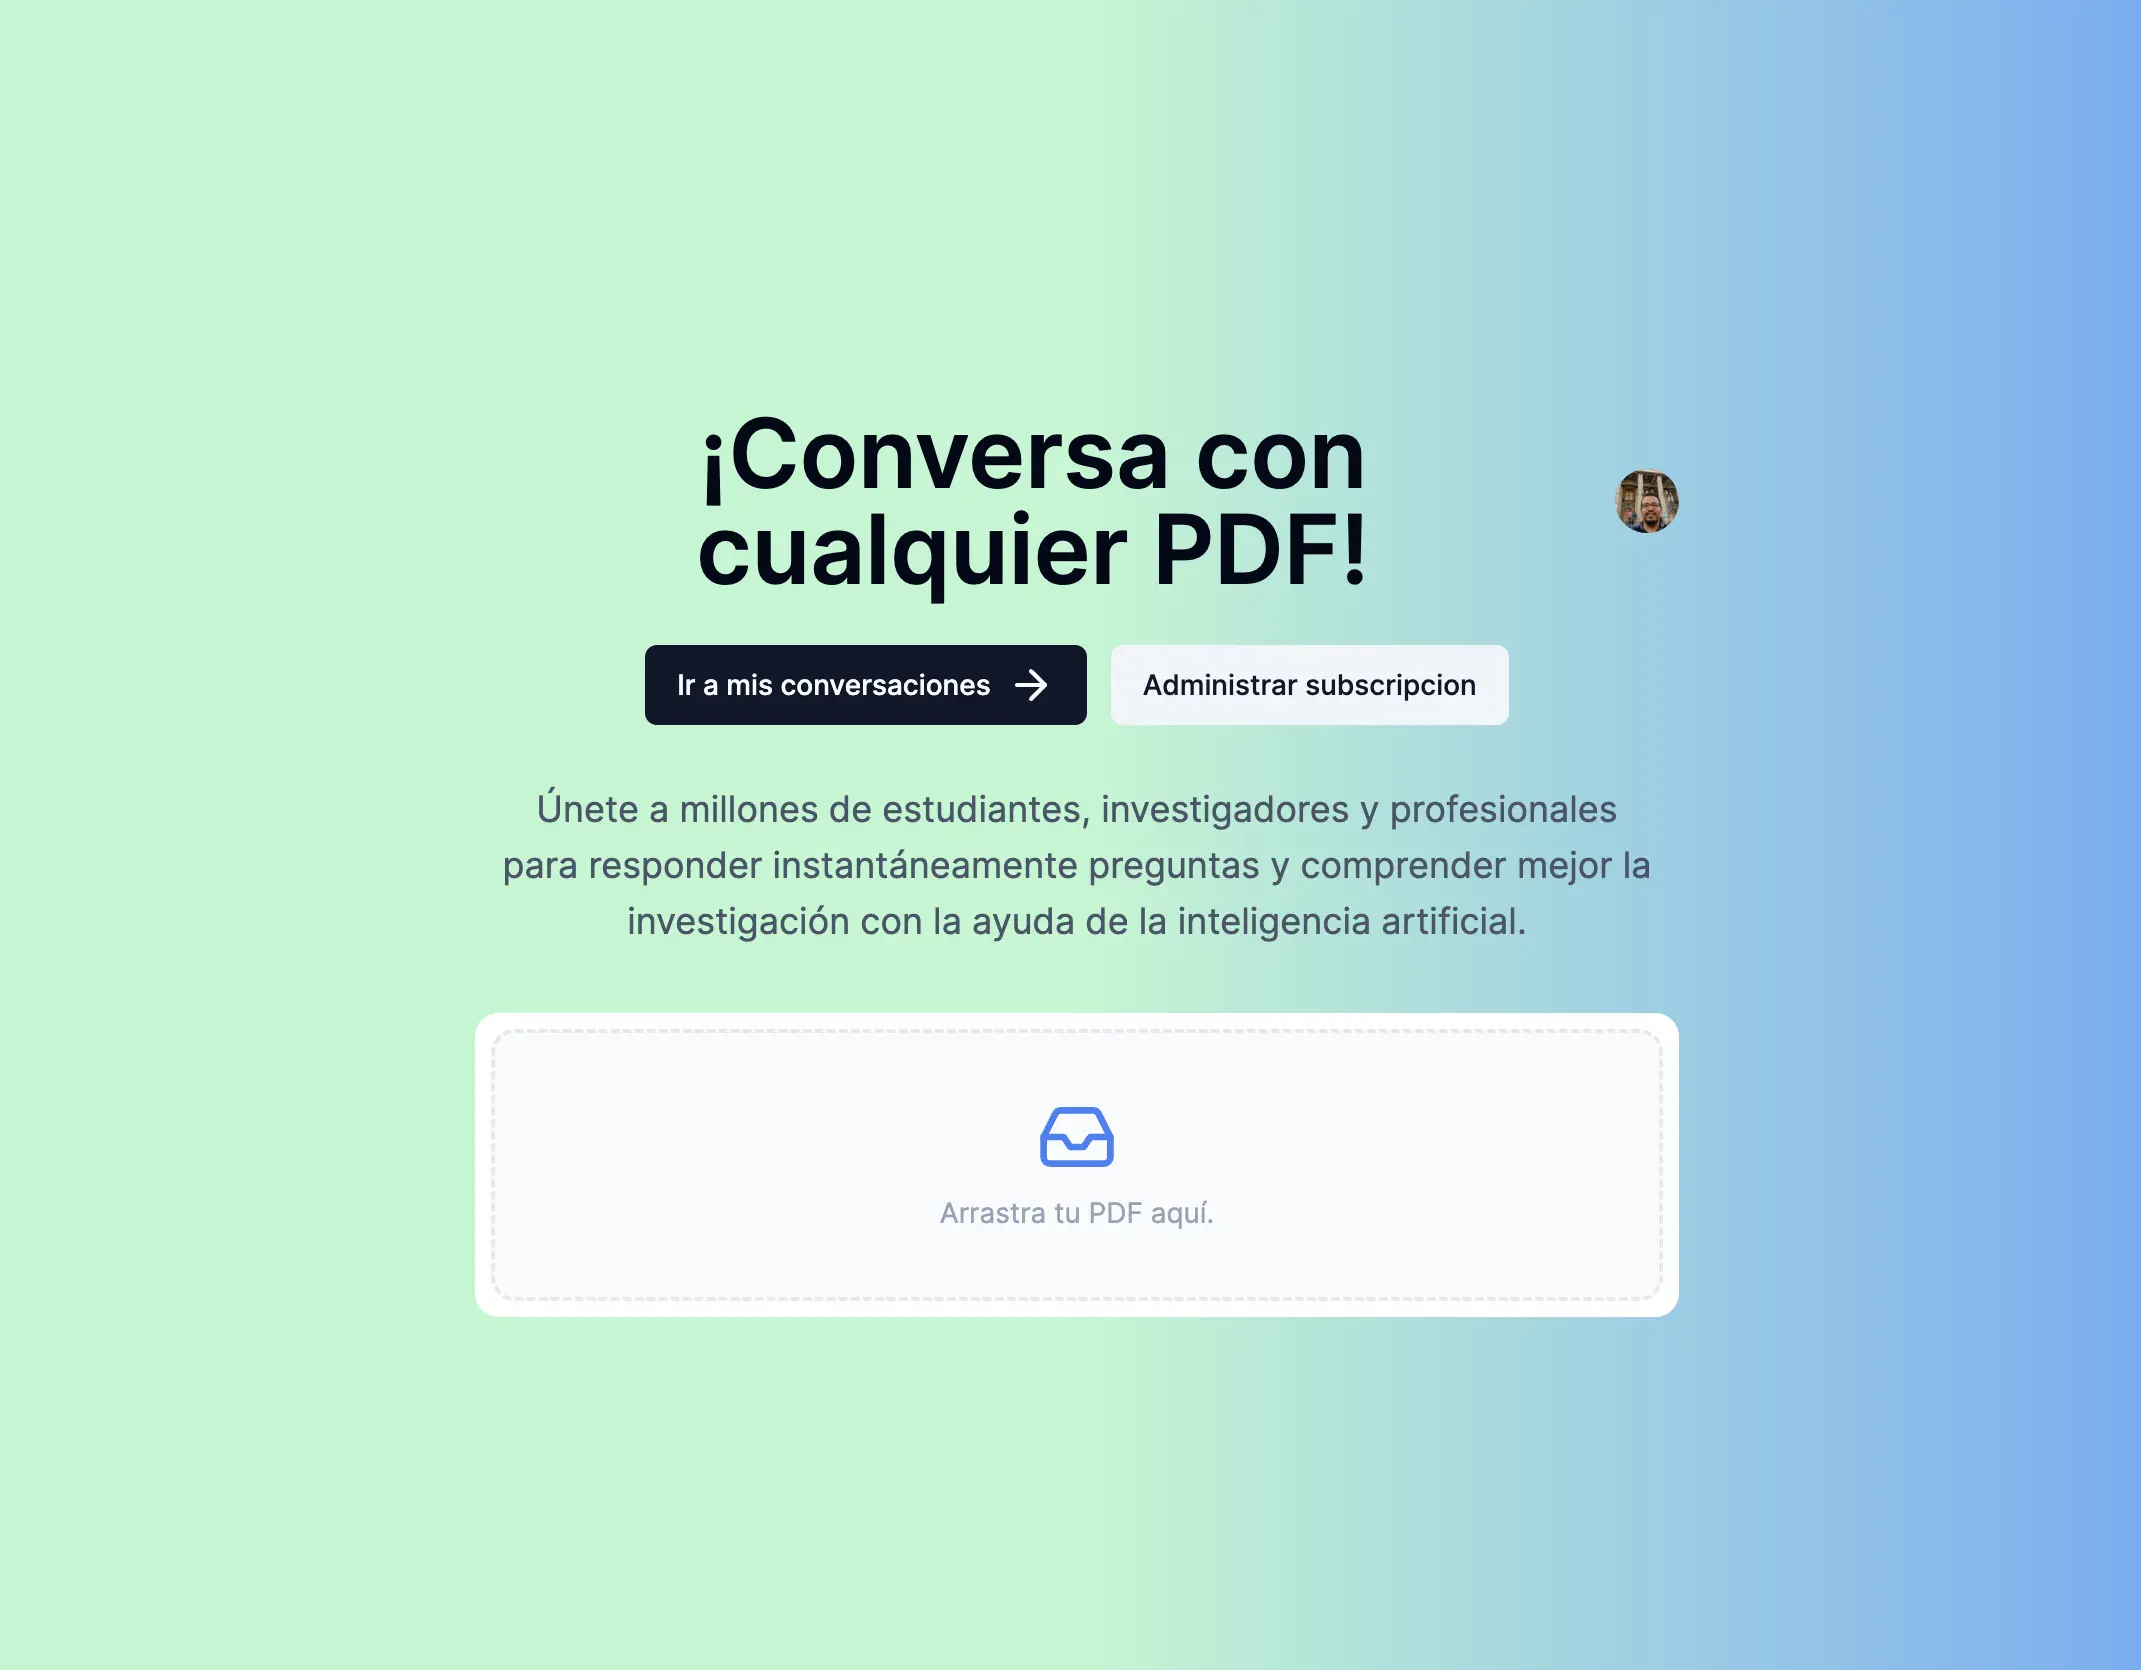 ¡Conversa con
cualquier PDF!
Ir a mis conversaciones
Administrar subscripcion
Únete a millones de estudiantes, investigadores y profesionales
para responder instantáneamente preguntas y comprender mejor la
investigación con la ayuda de la inteligencia artificial.
Arrastra tu PDF aquí.